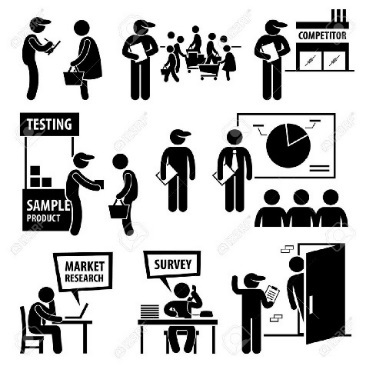 COMPETITOR
TESTING
SAMPLE
PRODUCT
MARKET
RESEARCH
SURVEY